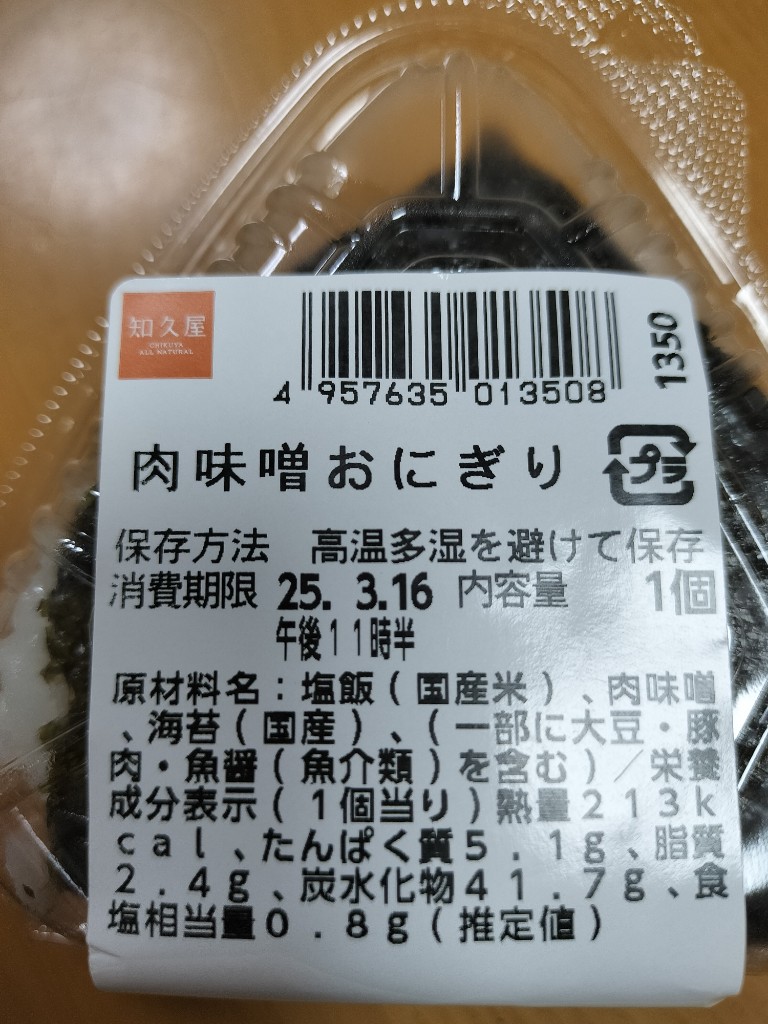 知久屋
CHIKUYA
ALL NATURAL
4 957635 013508
1350
肉味噌おにぎり
プラ
保存方法 高温多湿を避けて保存
消費期限 25. 3.16 内容量 1個
午後11時半
原材料名:塩飯(国産米)、肉味噌
、海苔(国産)、(一部に大豆・豚
肉・魚醤(魚介類)を含む)/栄養
成分表示(1個当り)熱量213k
cal、たんぱく質5.1g、脂質
2.4g、炭水化物41.7g、食
塩相当量0.8g(推定値)